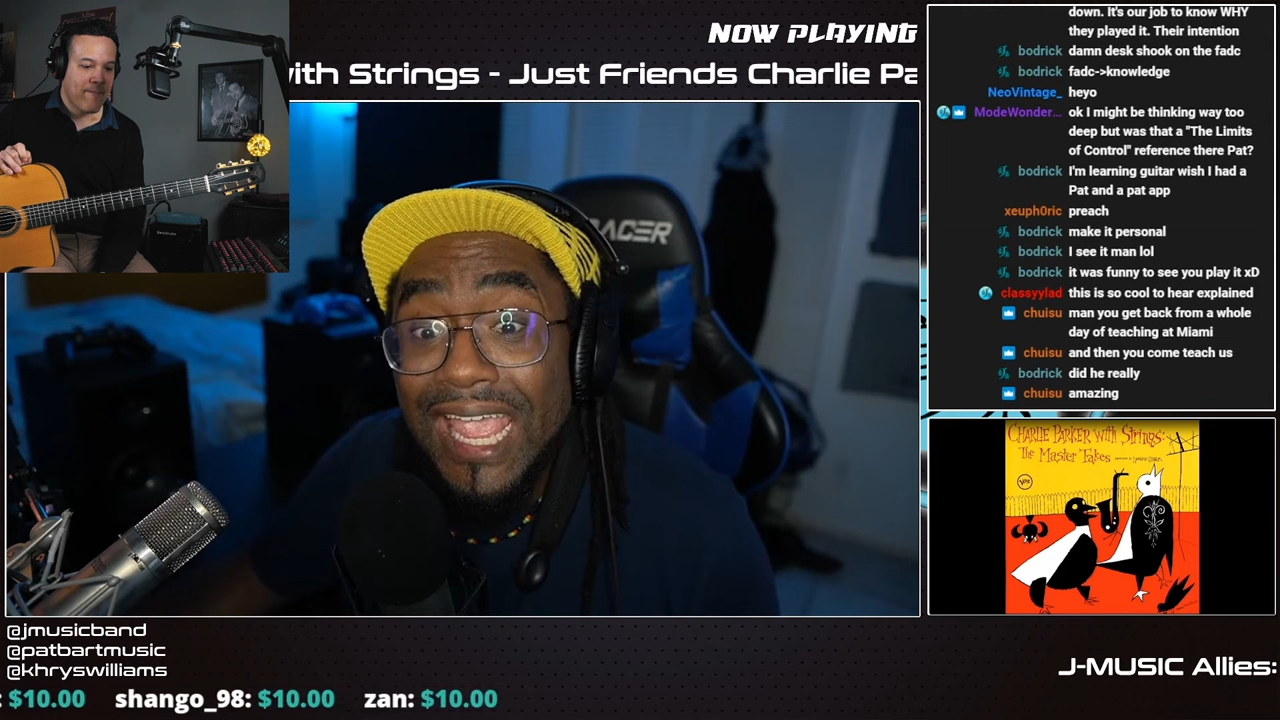 NOW PLAYING
with Strings - Just Friends Charlie Pa
RACER
down. It's our job to know WHY
they played it. Their intention
bodrick damn desk shook on the fadc
bodrick fadc->knowledge
NeoVintage_ heyo
ModeWonder... ok I might be thinking way too
deep but was that a "The Limits
of Control" reference there Pat?
bodrick I'm learning guitar wish I had a
Pat and a pat app
xeuph0ric preach
bodrick make it personal
bodrick I see it man lol
bodrick it was funny to see you play it xD
classyylad this is so cool to hear explained
chuisu man you get back from a whole
day of teaching at Miami
chuisu and then you come teach us
bodrick did he really
chuisu amazing
CHARLIE PARKER WITH STRINGS:
The Master Takes
@jmusicband
@patbartmusic
@khryswilliams
J-MUSIC Allies:
: $10.00 shango_98: $10.00 zan: $10.00